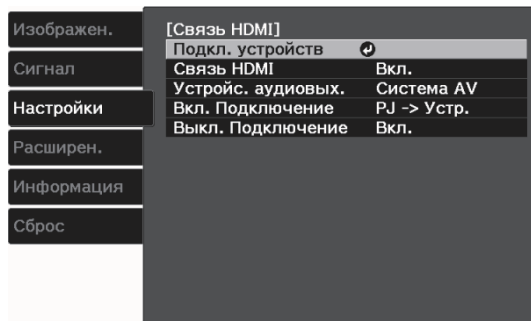 Изображен.
Сигнал
Настройки
Расширен.
Информация
Сброс
[Связь HDMI]
Подкл. устройств
Связь HDMI Вкл.
Устройс. аудиовых. Система AV
Вкл. Подключение PJ -> Устр.
Выкл. Подключение Вкл.